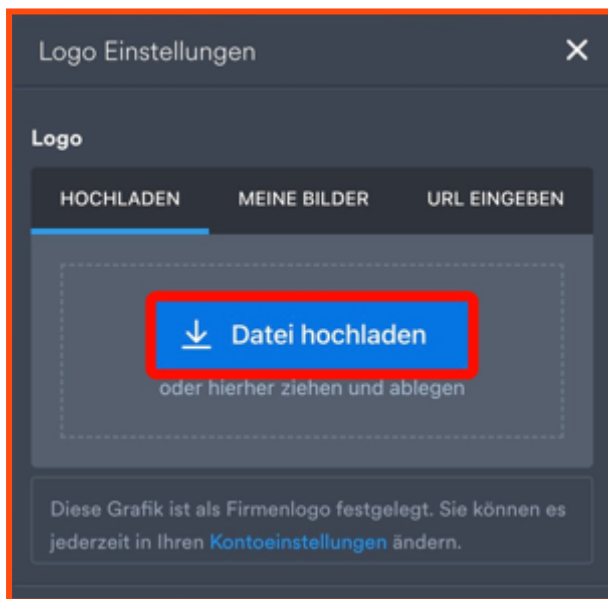 Logo Einstellungen
Logo
HOCHLADEN MEINE BILDER URL EINGEBEN
Datei hochladen
oder hierher ziehen und ablegen
Diese Grafik ist als Firmenlogo festgelegt. Sie können es
jederzeit in Ihren Kontoeinstellungen ändern.